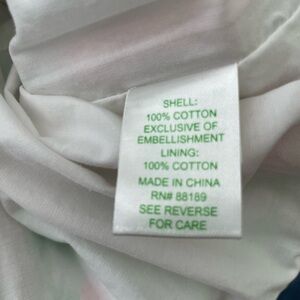 SHELL:
100% COTTON
EXCLUSIVE OF
EMBELLISHMENT
LINING:
100% COTTON
MADE IN CHINA
RN# 88189
SEE REVERSE
FOR CARE